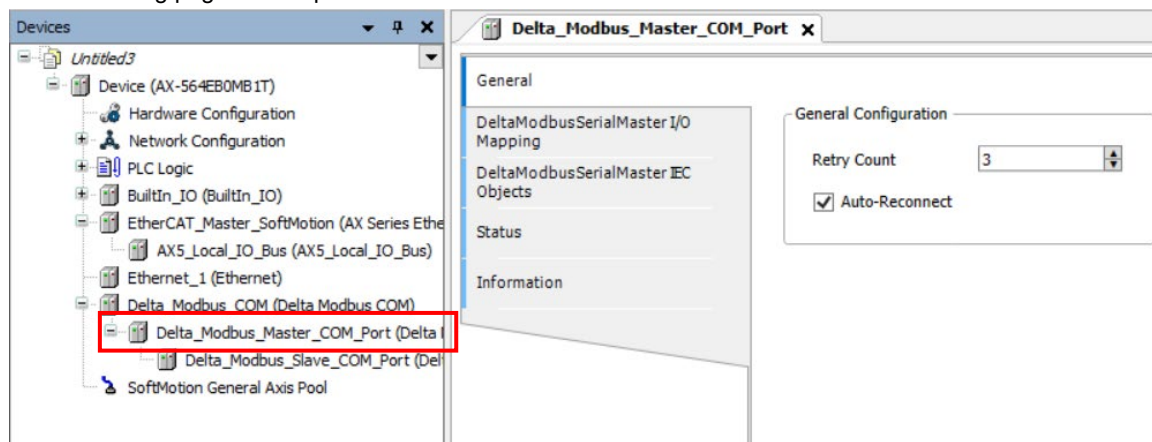 Devices
Untitled3
Device (AX-564EB0MB1T)
Hardware Configuration
Network Configuration
PLC Logic
BuiltIn_IO (BuiltIn_IO)
EtherCAT_Master_SoftMotion (AX Series Ethe
AX5_Local_IO_Bus (AX5_Local_IO_Bus)
Ethernet_1 (Ethernet)
Delta_Modbus_COM (Delta Modbus COM)
Delta_Modbus_Master_COM_Port (Delta
Delta_Modbus_Slave_COM_Port (Del
SoftMotion General Axis Pool
Delta_Modbus_Master_COM_Port
General
DeltaModbusSerialMaster I/O
Mapping
DeltaModbusSerialMaster IEC
Objects
Status
Information
General Configuration
Retry Count 3
Auto-Reconnect